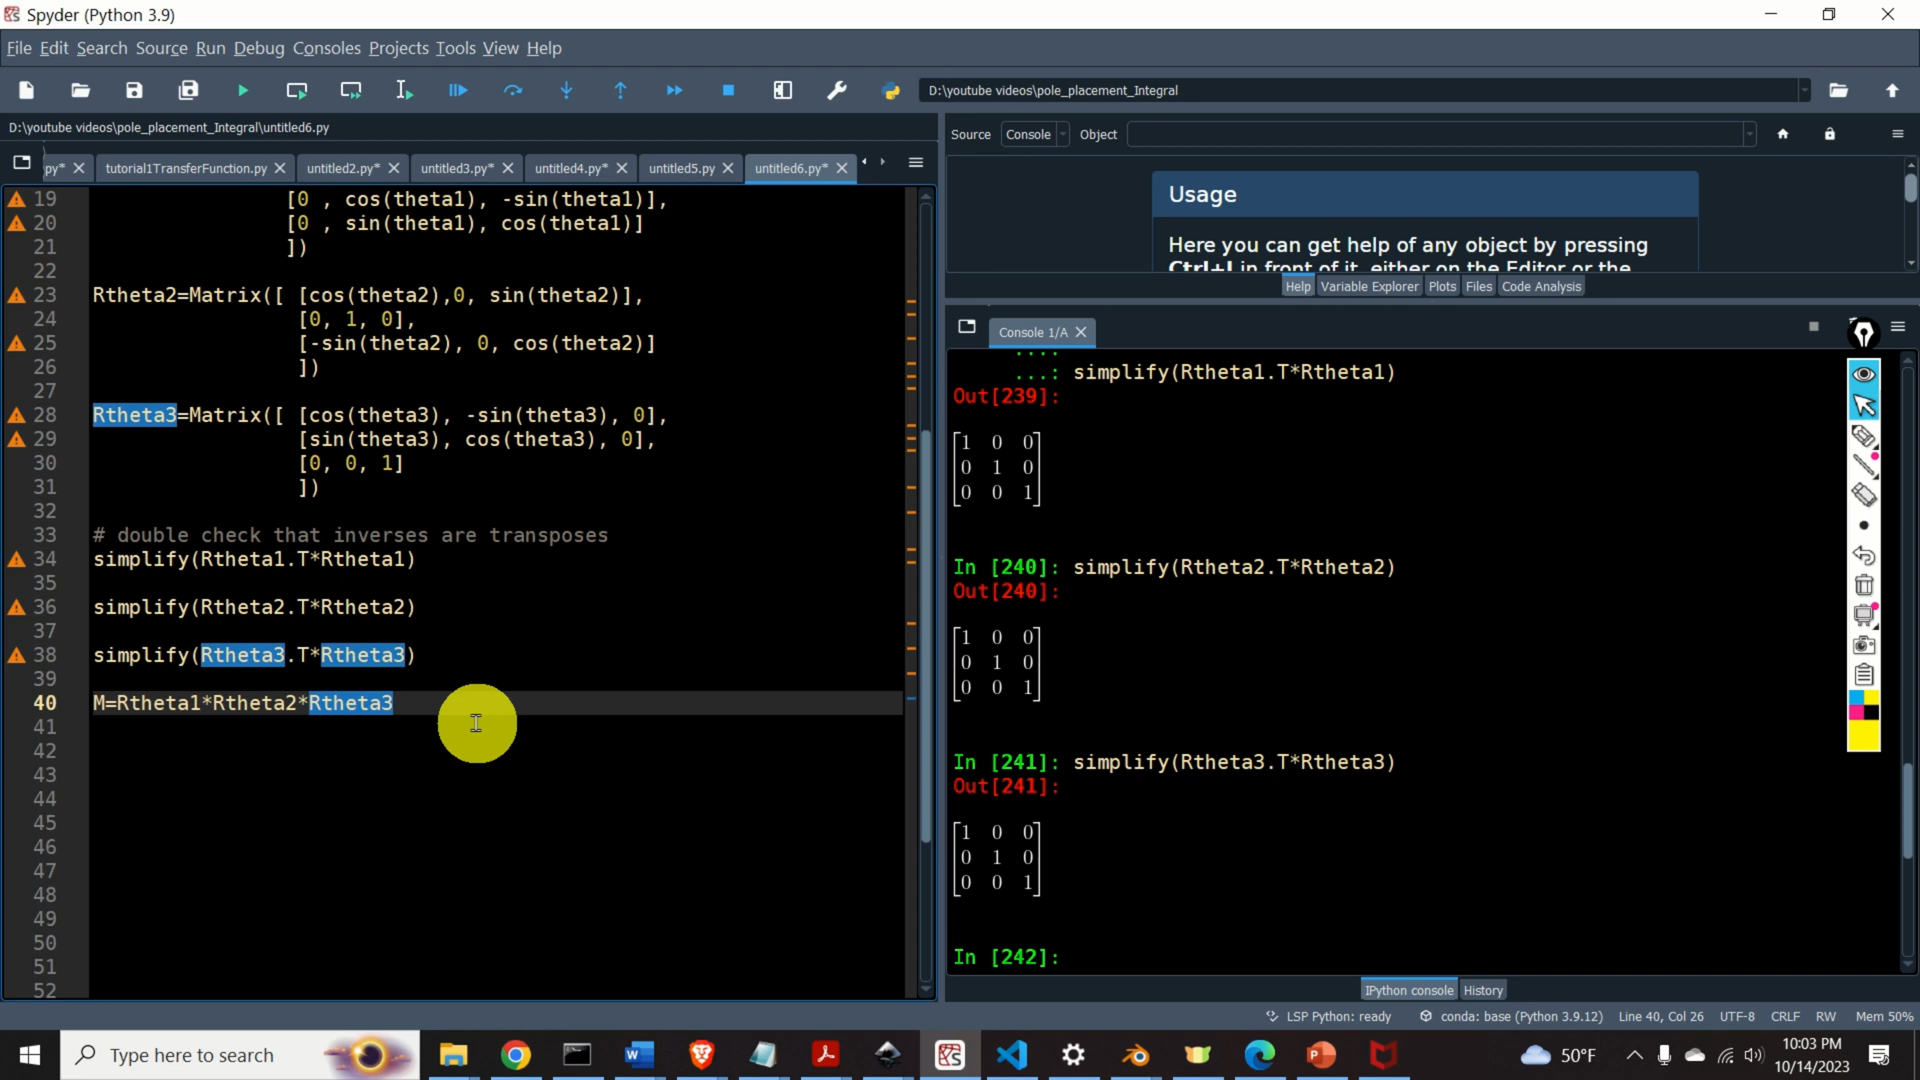 Spyder (Python 3.9)
File Edit Search Source Run Debug Consoles Projects Tools View Help
D:\youtube videos\pole_placement_Integral
D:\youtube videos\pole_placement_Integral\untitled6.py
py* tutorial1TransferFunction.py untitled2.py* untitled3.py* untitled4.py* untitled5.py untitled6.py*
19 [0 , cos(theta1), -sin(theta1)],
20 [0 , sin(theta1), cos(theta1)]
21 ])
22
23 Rtheta2=Matrix([ [cos(theta2),0, sin(theta2)],
24 [0, 1, 0],
25 [-sin(theta2), 0, cos(theta2)]
26 ])
27
28 Rtheta3=Matrix([ [cos(theta3), -sin(theta3), 0],
29 [sin(theta3), cos(theta3), 0],
30 [0, 0, 1]
31 ])
32
33 # double check that inverses are transposes
34 simplify(Rtheta1.T*Rtheta1)
35
36 simplify(Rtheta2.T*Rtheta2)
37
38 simplify(Rtheta3.T*Rtheta3)
39
40 M=Rtheta1*Rtheta2*Rtheta3
41
42
43
44
45
46
47
48
49
50
51
52
Source Console Object
Usage
Here you can get help of any object by pressing
Ctrl+I in front of it, either on the Editor or the
Help Variable Explorer Plots Files Code Analysis
Console 1/A
...:
...: simplify(Rtheta1.T*Rtheta1)
Out[239]:
1 0 0
0 1 0
0 0 1
In [240]: simplify(Rtheta2.T*Rtheta2)
Out[240]:
1 0 0
0 1 0
0 0 1
In [241]: simplify(Rtheta3.T*Rtheta3)
Out[241]:
1 0 0
0 1 0
0 0 1
In [242]:
IPython console History
LSP Python: ready conda: base (Python 3.9.12) Line 40, Col 26 UTF-8 CRLF RW Mem 50%
Type here to search
50°F
10:03 PM
10/14/2023